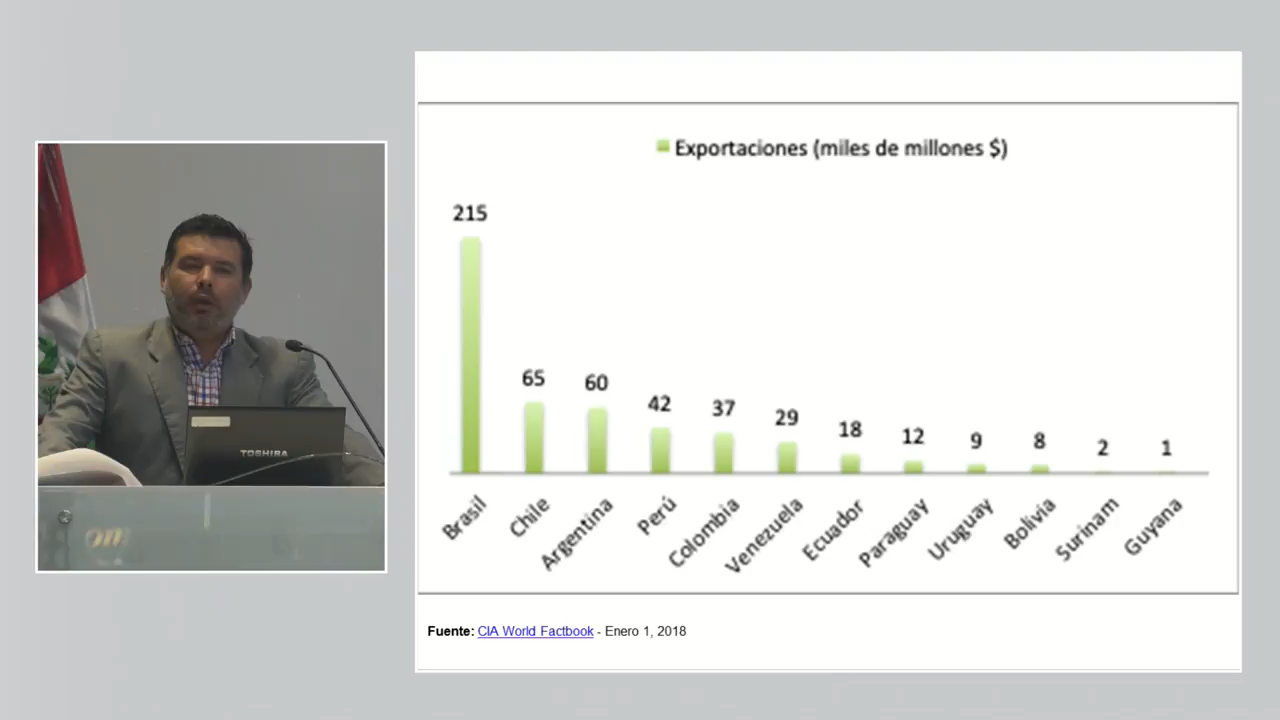 TOSHIRA
Exportaciones (miles de millones $)
215
65
60
42
37
29
18
12
9
8
2
1
Brasil
Chile
Argentina
Perú
Colombia
Venezuela
Ecuador
Paraguay
Uruguay
Bolivia
Surinam
Guyana
Fuente: CIA World Factbook - Enero 1, 2018